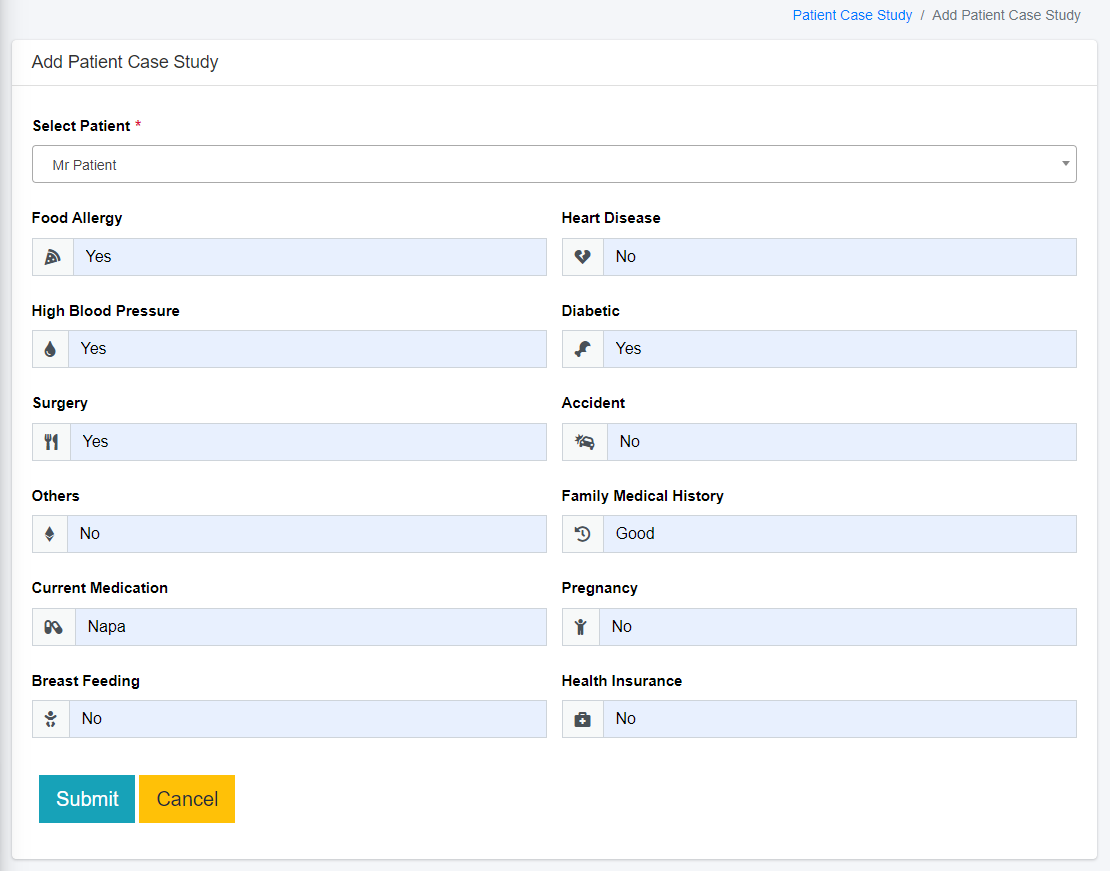 Patient Case Study / Add Patient Case Study
Add Patient Case Study
Select Patient *
Mr Patient
Food Allergy Heart Disease
Yes No
High Blood Pressure Diabetic
Yes Yes
Surgery Accident
Yes No
Others Family Medical History
No Good
Current Medication Pregnancy
Napa No
Breast Feeding Health Insurance
No No
Submit Cancel